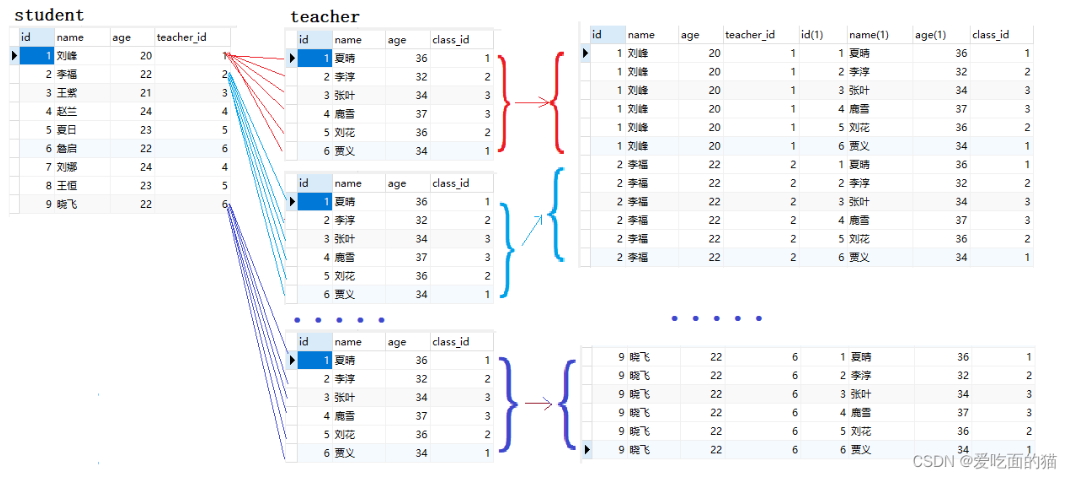 student
id name age teacher_id
1 刘峰 20 1
2 李福 22 2
3 王紫 21 3
4 赵兰 24 4
5 夏日 23 5
6 詹启 22 6
7 刘娜 24 4
8 王恒 23 5
9 晓飞 22 6
teacher
id name age class_id
1 夏晴 36 1
2 李淳 32 2
3 张叶 34 3
4 鹿雪 37 3
5 刘花 36 2
6 贾义 34 1
id name age class_id
1 夏晴 36 1
2 李淳 32 2
3 张叶 34 3
4 鹿雪 37 3
5 刘花 36 2
6 贾义 34 1
id name age class_id
1 夏晴 36 1
2 李淳 32 2
3 张叶 34 3
4 鹿雪 37 3
5 刘花 36 2
6 贾义 34 1
id name age teacher_id id(1) name(1) age(1) class_id
1 刘峰 20 1 1 夏晴 36 1
1 刘峰 20 1 2 李淳 32 2
1 刘峰 20 1 3 张叶 34 3
1 刘峰 20 1 4 鹿雪 37 3
1 刘峰 20 1 5 刘花 36 2
1 刘峰 20 1 6 贾义 34 1
2 李福 22 2 1 夏晴 36 1
2 李福 22 2 2 李淳 32 2
2 李福 22 2 3 张叶 34 3
2 李福 22 2 4 鹿雪 37 3
2 李福 22 2 5 刘花 36 2
2 李福 22 2 6 贾义 34 1
9 晓飞 22 6 1 夏晴 36 1
9 晓飞 22 6 2 李淳 32 2
9 晓飞 22 6 3 张叶 34 3
9 晓飞 22 6 4 鹿雪 37 3
9 晓飞 22 6 5 刘花 36 2
9 晓飞 22 6 6 贾义 34 1
CSDN @爱吃面的猫